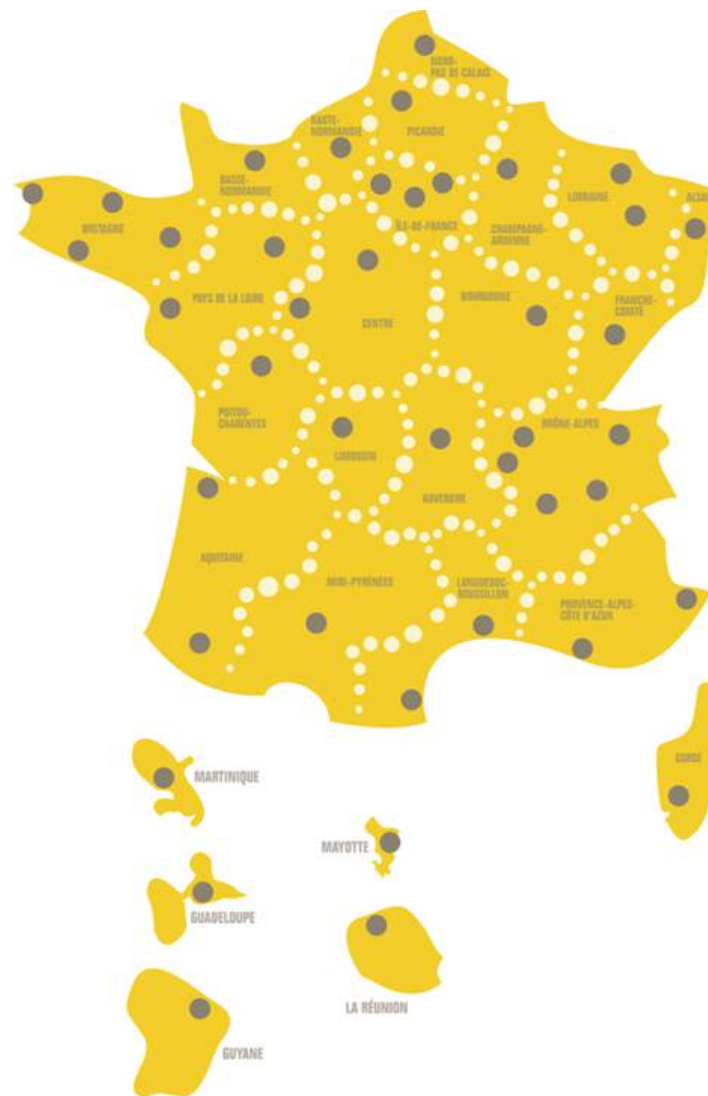 NORD-
PAS DE CALAIS
HAUTE-
NORMANDIE
PICARDIE
BASSE-
NORMANDIE
LORRAINE
ALSA
BRETAGNE
ÎLE-DE-FRANCE
CHAMPAGNE-
ARDENNE
PAYS DE LA LOIRE
CENTRE
BOURGOGNE
FRANCHE-
COMTÉ
POITOU-
CHARENTES
RHÔNE-ALPES
LIMOUSIN
AUVERGNE
AQUITAINE
MIDI-PYRÉNÉES
LANGUEDOC-
ROUSSILLON
PROVENCE-ALPES-
CÔTE D'AZUR
CORSE
MARTINIQUE
MAYOTTE
GUADELOUPE
LA RÉUNION
GUYANE